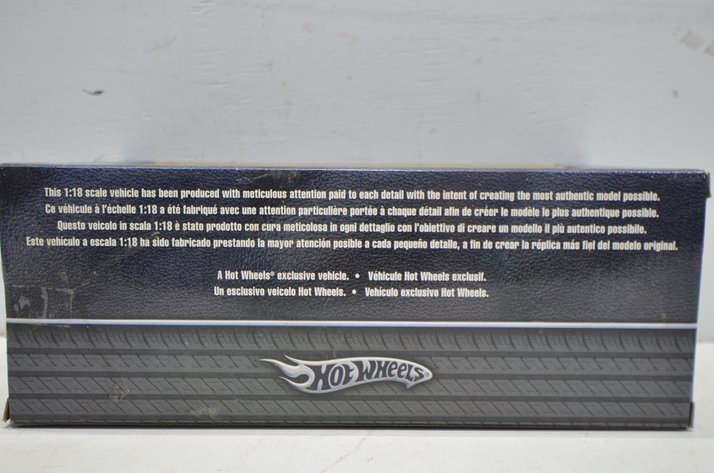 This 1:18 scale vehicle has been produced with meticulous attention paid to each detail with the intent of creating the most authentic model possible.
Ce véhicule à l'échelle 1:18 a été fabriqué avec une attention particulière portée à chaque détail afin de créer le modèle le plus authentique possible.
Questo veicolo in scala 1:18 è stato prodotto con cura meticolosa in ogni dettaglio con l'obiettivo di creare un modello il più autentico possibile.
Este vehículo a escala 1:18 ha sido fabricado prestando la mayor atención posible a cada pequeño detalle, a fin de crear la réplica más fiel del modelo original.
A Hot Wheels® exclusive vehicle. • Véhicule Hot Wheels exclusif.
Un esclusivo veicolo Hot Wheels. • Vehículo exclusivo Hot Wheels.
HOT WHEELS®